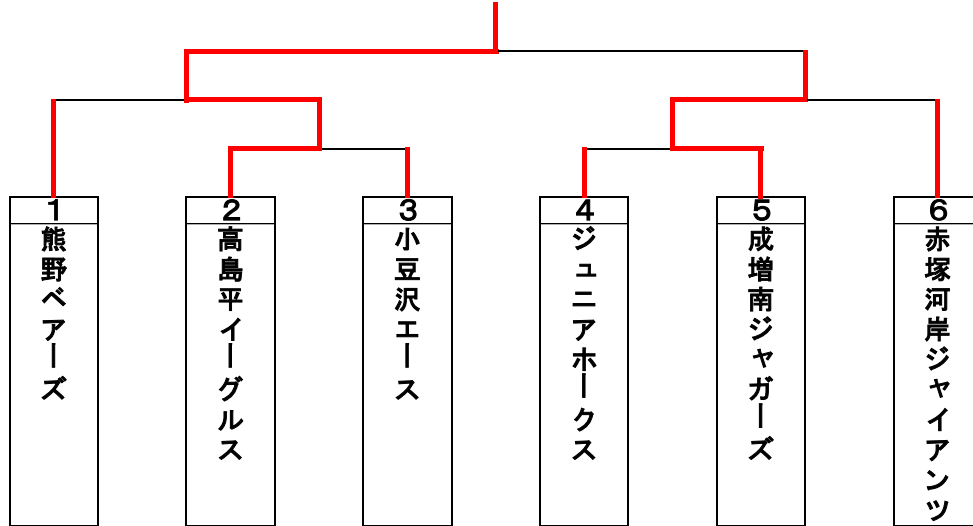 1
熊野ベアーズ
2
高島平イーグルス
3
小豆沢エース
4
ジュニアホークス
5
成増南ジャガーズ
6
赤塚河岸ジャイアンツ